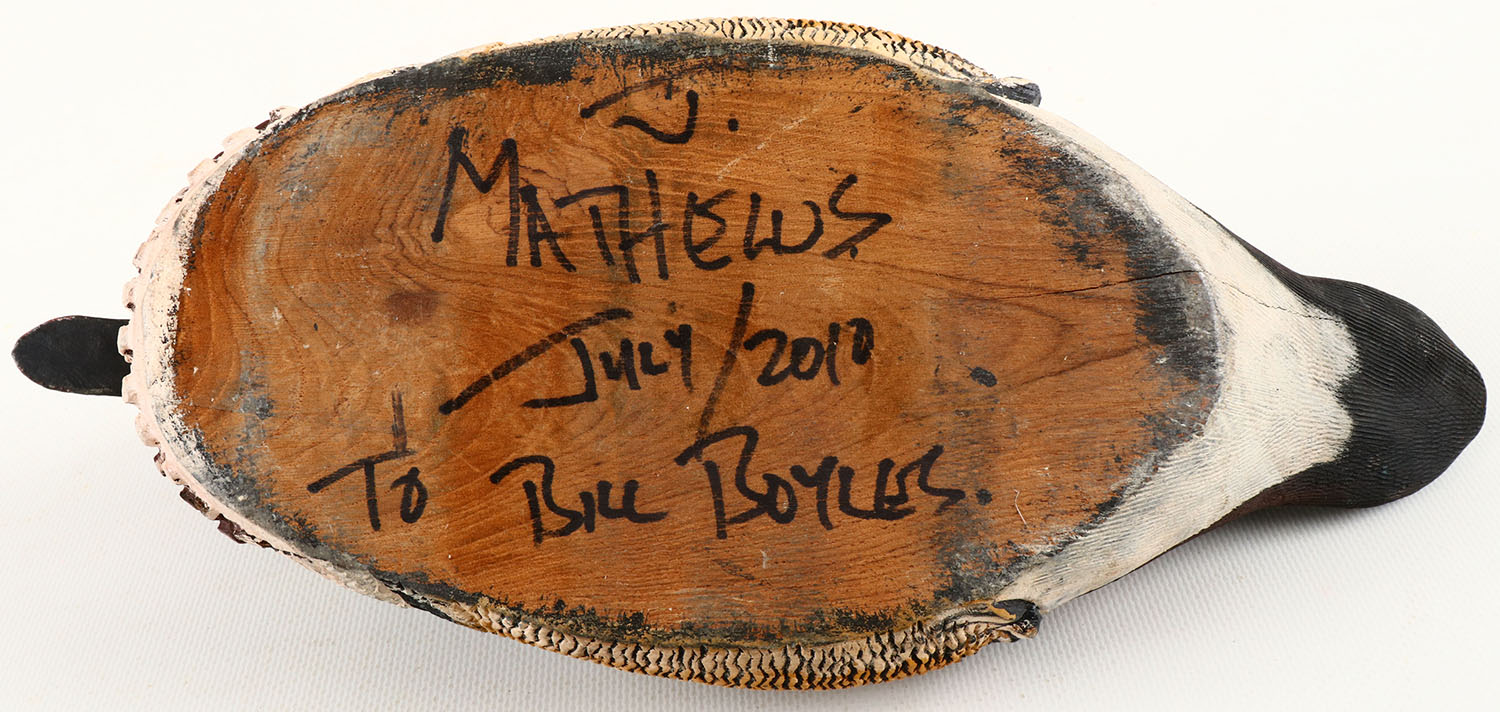 J.
MATHEWS
JULY/2010
To BILL BOYLES.